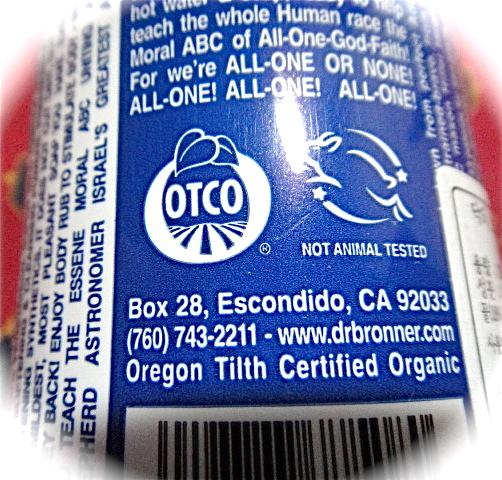 teach the whole Human race the
Moral ABC of All-One-God-Faith!
For we're ALL-ONE OR NONE!
ALL-ONE! ALL-ONE! ALL-ONE!
OTCO
®
NOT ANIMAL TESTED
Box 28, Escondido, CA 92033
(760) 743-2211 - www.drbronner.com
Oregon Tilth Certified Organic
MILDEST, MOST PLEASANT SOAP
BACK! ENJOY BODY RUB TO STIMULATE
TEACH THE ESSENE MORAL ABC UNITING
ASTRONOMER ISRAEL'S GREATEST